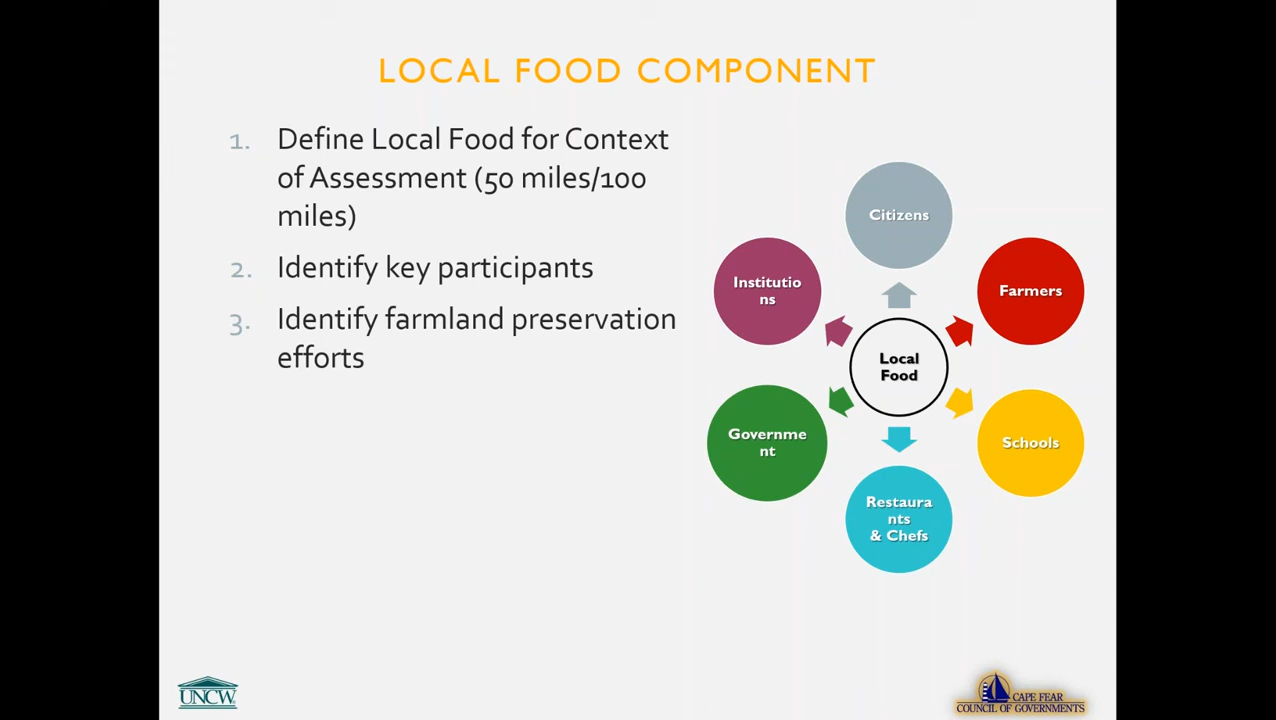 LOCAL FOOD COMPONENT
1. Define Local Food for Context
of Assessment (50 miles/100
miles)
2. Identify key participants
3. Identify farmland preservation
efforts
Citizens
Institutio
ns
Farmers
Local
Food
Governme
nt
Schools
Restaura
nts
& Chefs
UNCW
CAPE FEAR
COUNCIL OF GOVERNMENTS